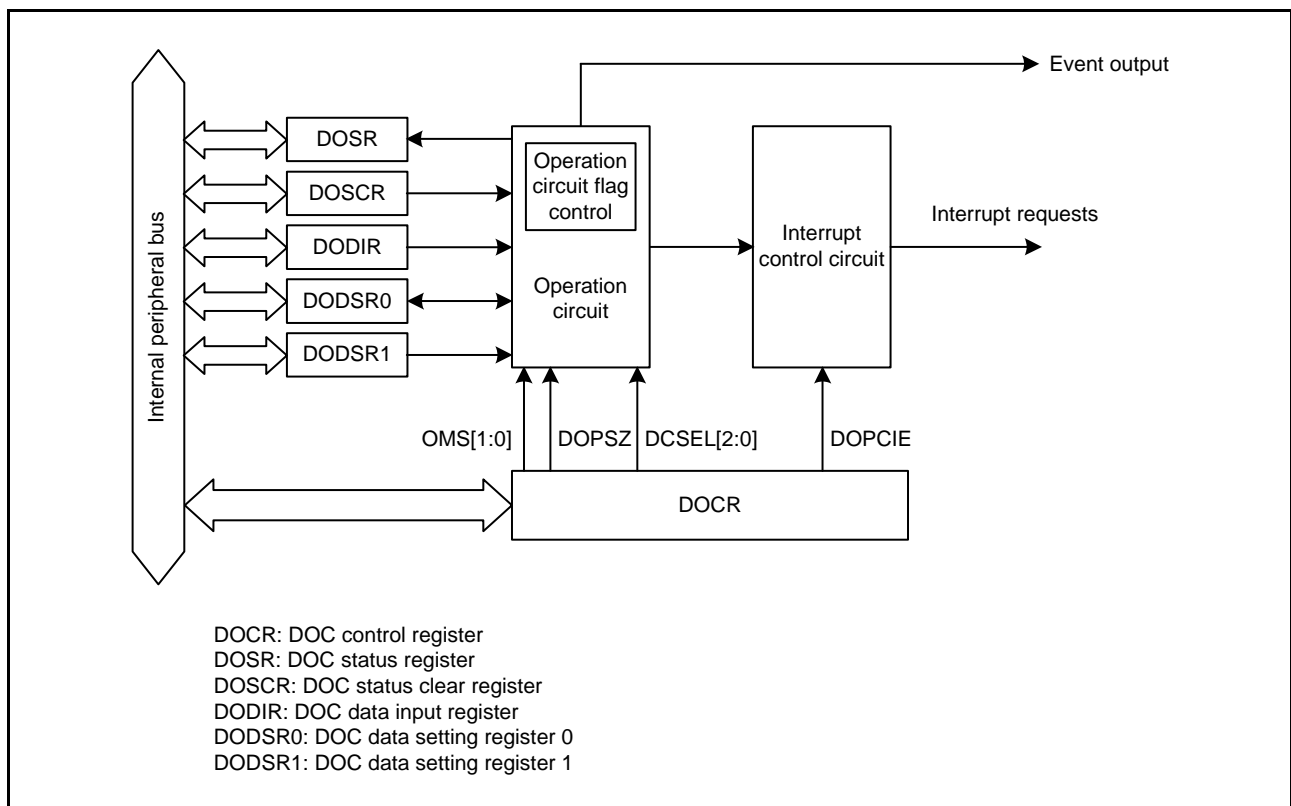 Event output
DOSR
DOSCR
DODIR
DODSR0
DODSR1
Internal peripheral bus
Operation
circuit flag
control
Operation
circuit
Interrupt
control circuit
Interrupt requests
OMS[1:0]
DOPSZ
DCSEL[2:0]
DOPCIE
DOCR
DOCR: DOC control register
DOSR: DOC status register
DOSCR: DOC status clear register
DODIR: DOC data input register
DODSR0: DOC data setting register 0
DODSR1: DOC data setting register 1